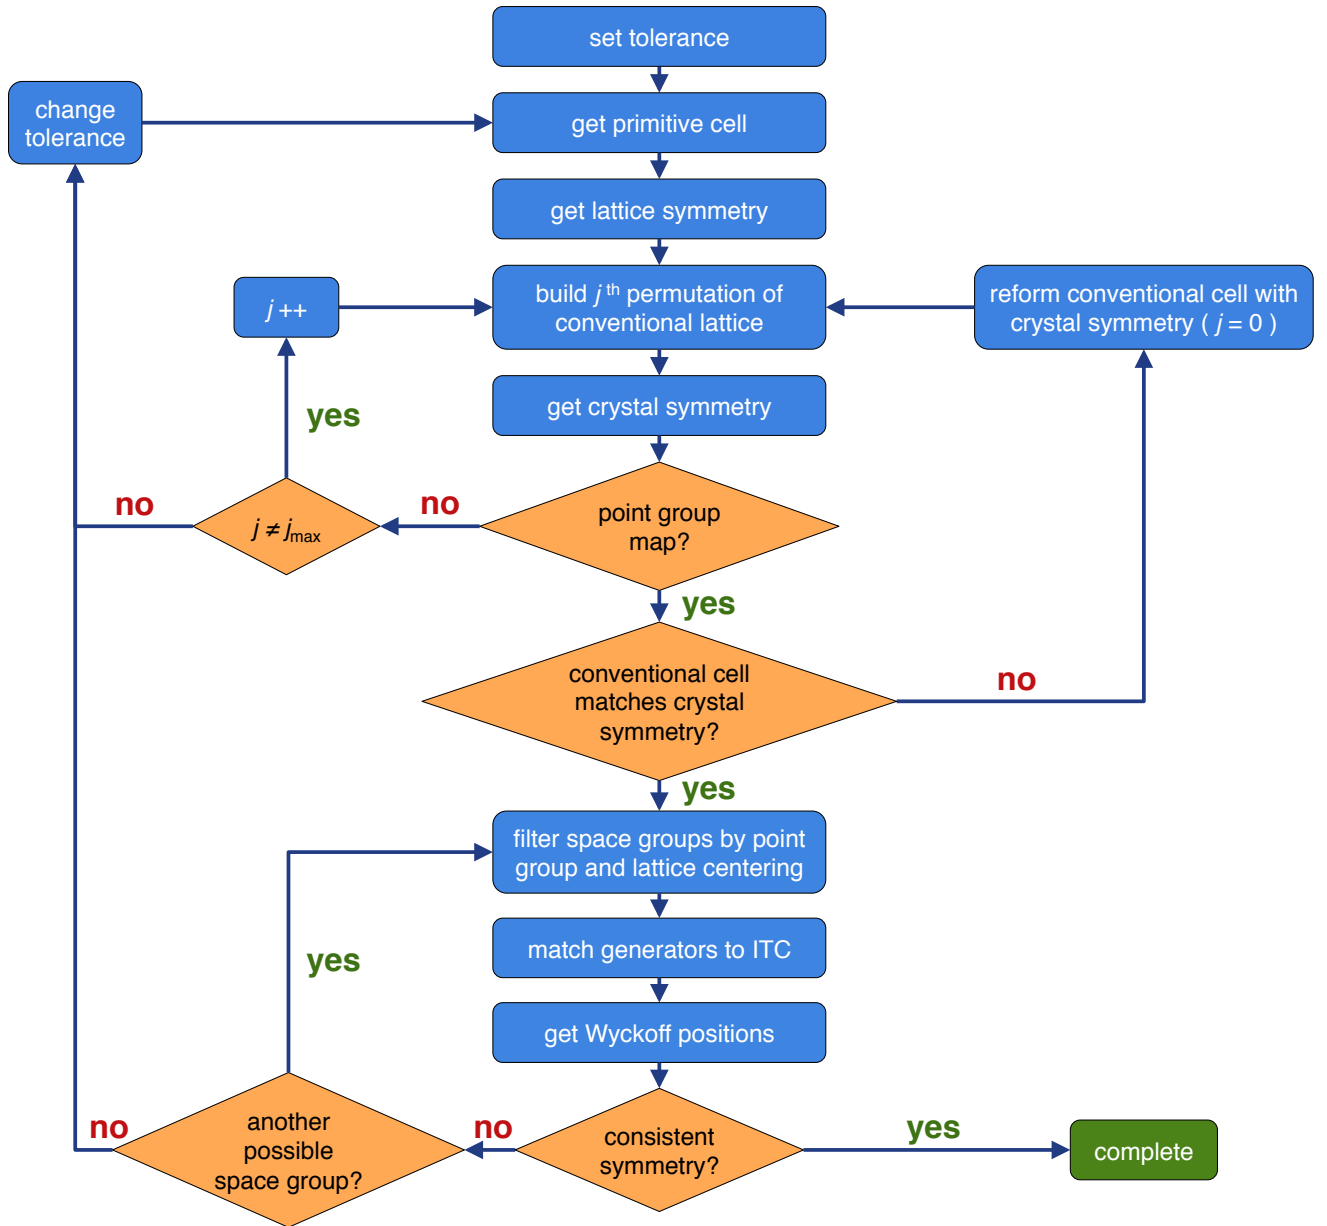 set tolerance
change
tolerance
get primitive cell
get lattice symmetry
j ++
build j th permutation of
conventional lattice
reform conventional cell with
crystal symmetry ( j = 0 )
get crystal symmetry
yes
no
j ≠ jmax
no
point group
map?
yes
conventional cell
matches crystal
symmetry?
no
yes
filter space groups by point
group and lattice centering
match generators to ITC
yes
get Wyckoff positions
no
another
possible
space group?
no
consistent
symmetry?
yes
complete